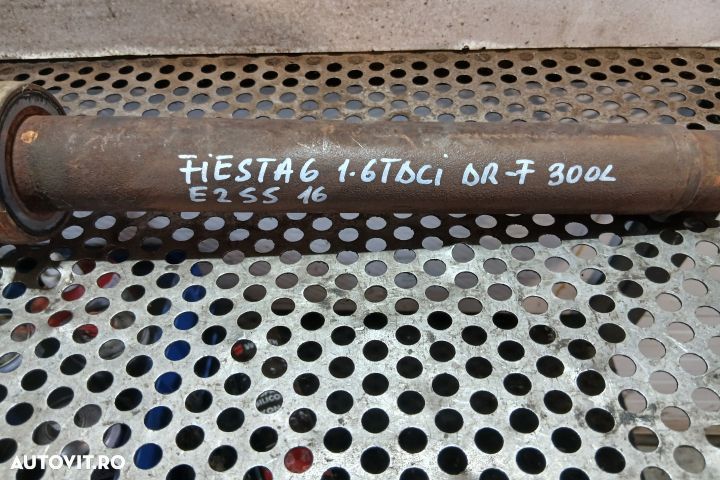 FiESTA6 1.6TDCi DR-F 300L
E2SS 16
AUTOVIT.RO